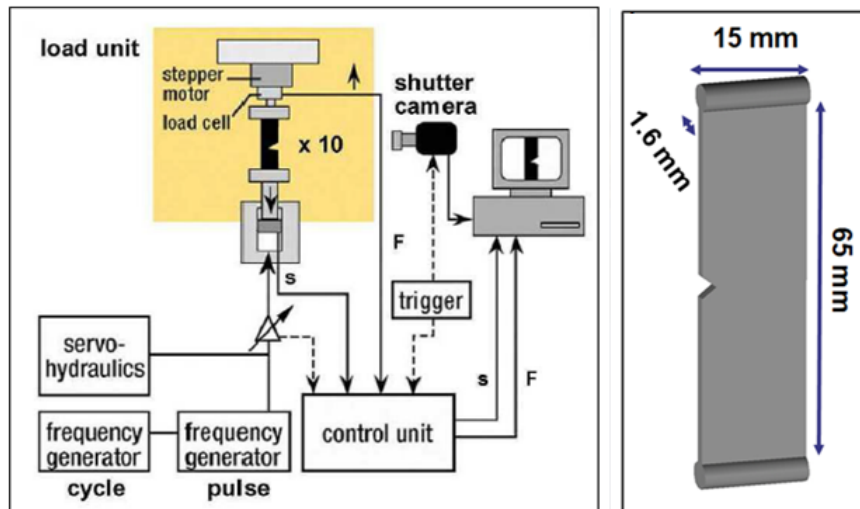 load unit
stepper
motor
load cell
x 10
shutter
camera
F
s
trigger
servo-
hydraulics
s
F
frequency
generator
frequency
generator
control unit
cycle
pulse
15 mm
1.6 mm
65 mm